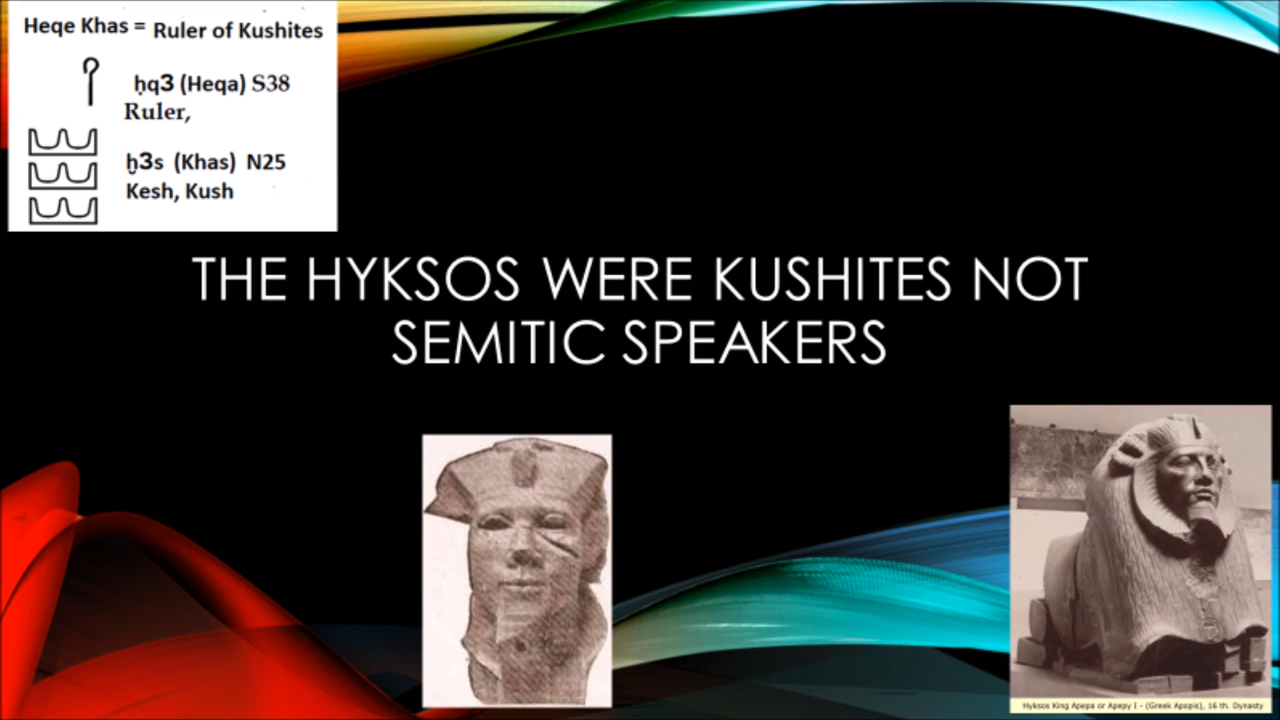 Heqe Khas = Ruler of Kushites
ḥq3 (Heqa) S38
Ruler,
ḫ3s (Khas) N25
Kesh, Kush
THE HYKSOS WERE KUSHITES NOT
SEMITIC SPEAKERS
Hyksos King Apepa or Apepy I - (Greek Apopis), 16 th. Dynasty